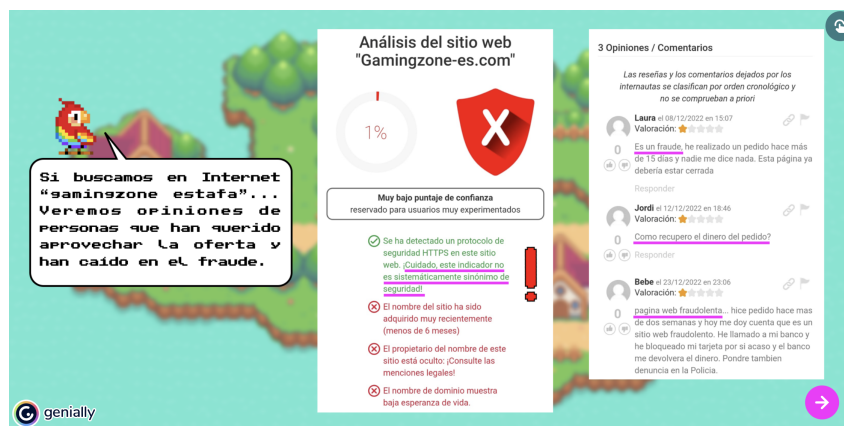 Si buscamos en Internet
“gamingzone estafa”...
Veremos opiniones de
personas que han querido
aprovechar la oferta y
han caído en el fraude.
Análisis del sitio web
"Gamingzone-es.com"
1%
X
Muy bajo puntaje de confianza
reservado para usuarios muy experimentados
Se ha detectado un protocolo de
seguridad HTTPS en este sitio
web. ¡Cuidado, este indicador no
es sistemáticamente sinónimo de
seguridad!
El nombre del sitio ha sido
adquirido muy recientemente
(menos de 6 meses)
El propietario del nombre de este
sitio está oculto: ¡Consulte las
menciones legales!
El nombre de dominio muestra
baja esperanza de vida.
3 Opiniones / Comentarios
Las reseñas y los comentarios dejados por los
internautas se clasifican por orden cronológico y
no se comprueban a priori
Laura el 08/12/2022 en 15:07
Valoración:
0
Es un fraude, he realizado un pedido hace más
de 15 días y nadie me dice nada. Esta página ya
debería estar cerrada
Responder
Jordi el 12/12/2022 en 18:46
Valoración:
0
Como recupero el dinero del pedido?
Responder
Bebe el 23/12/2022 en 23:06
Valoración:
0
pagina web fraudolenta... hice pedido hace mas
de dos semanas y hoy me doy cuenta que es un
sitio web fraudolento. He llamado a mi banco y
he bloqueado mi tarjeta por si acaso y el banco
me devolvera el dinero. Pondre tambien
denuncia en la Policia.
genially